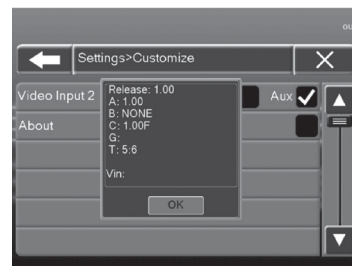 Settings>Customize
Video Input 2
Aux
About
Release: 1.00
A: 1.00
B: NONE
C: 1.00F
G:
T: 5:6
Vin:
OK